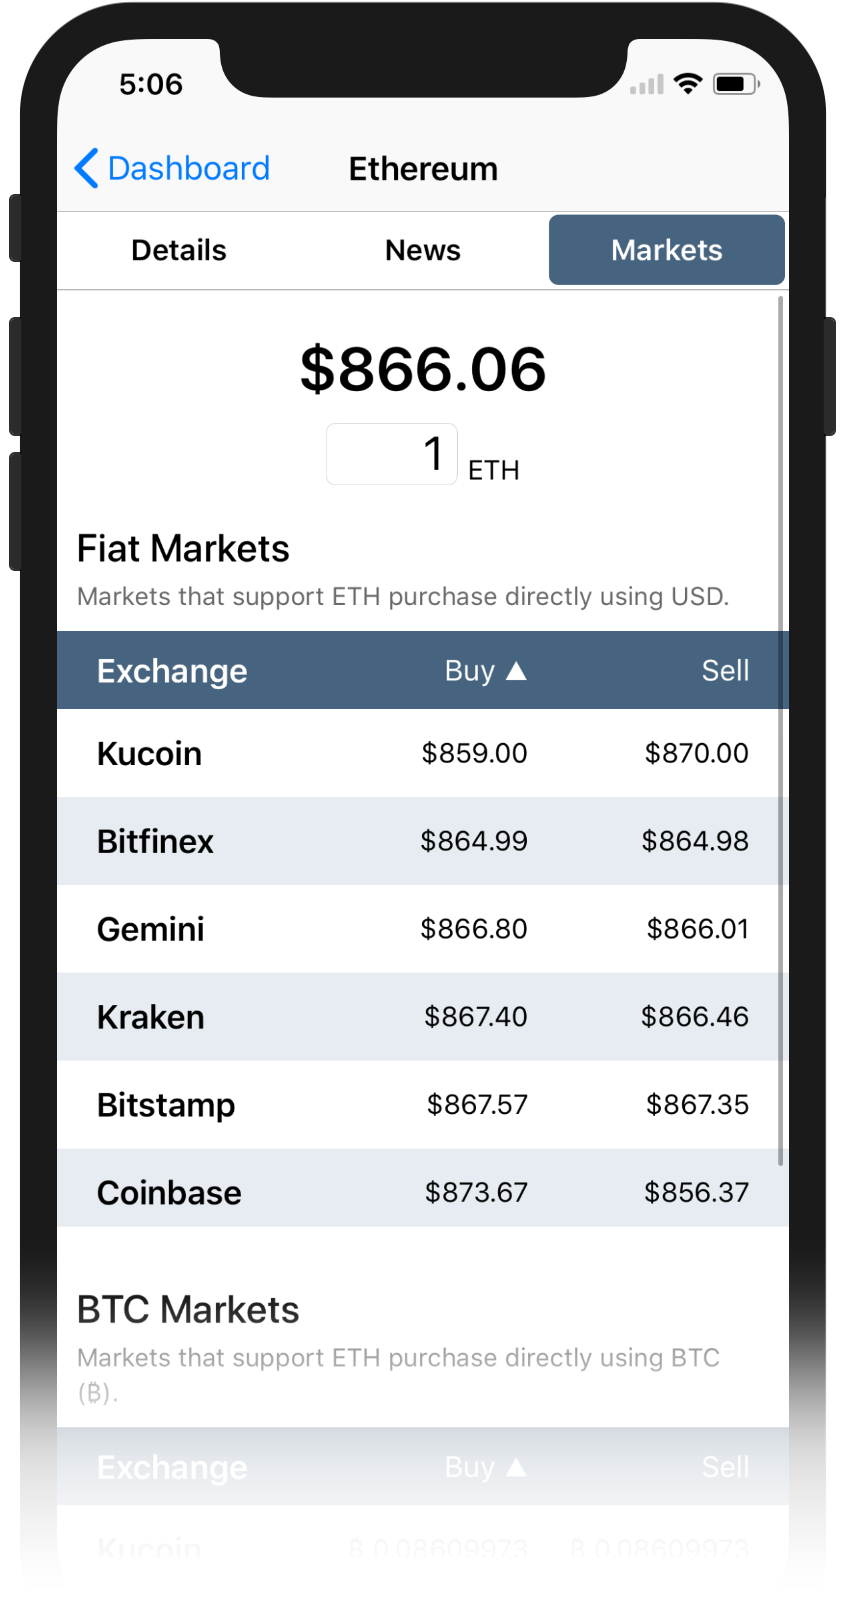 5:06
Dashboard Ethereum
Details News Markets
$866.06
1 ETH
Fiat Markets
Markets that support ETH purchase directly using USD.
Exchange Buy ▲ Sell
Kucoin $859.00 $870.00
Bitfinex $864.99 $864.98
Gemini $866.80 $866.01
Kraken $867.40 $866.46
Bitstamp $867.57 $867.35
Coinbase $873.67 $856.37
BTC Markets
Markets that support ETH purchase directly using BTC
(₿).
Exchange Buy ▲ Sell
Kucoin ₿ 0.08609973 ₿ 0.08609973